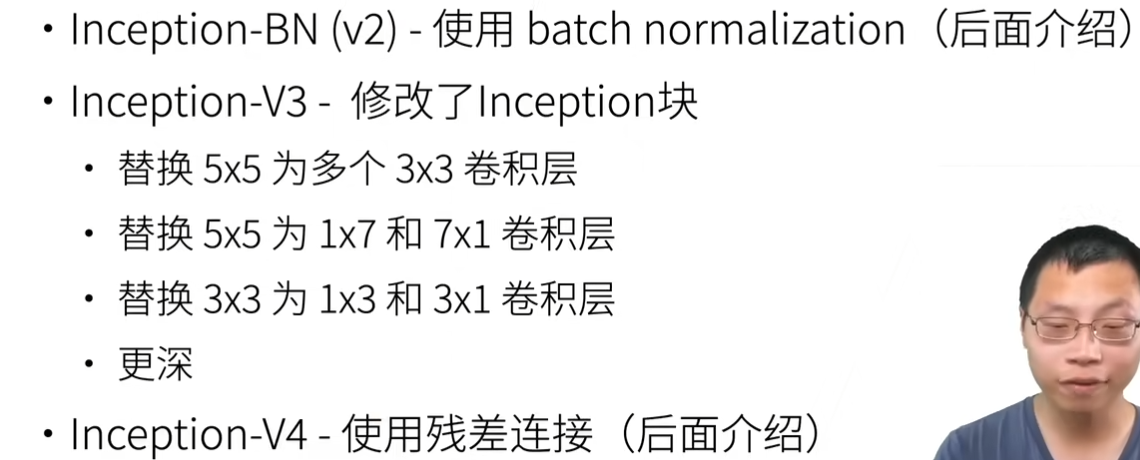 • Inception-BN (v2) - 使用 batch normalization（后面介绍）
• Inception-V3 - 修改了Inception块
• 替换 5x5 为多个 3x3 卷积层
• 替换 5x5 为 1x7 和 7x1 卷积层
• 替换 3x3 为 1x3 和 3x1 卷积层
• 更深
• Inception-V4 - 使用残差连接（后面介绍）